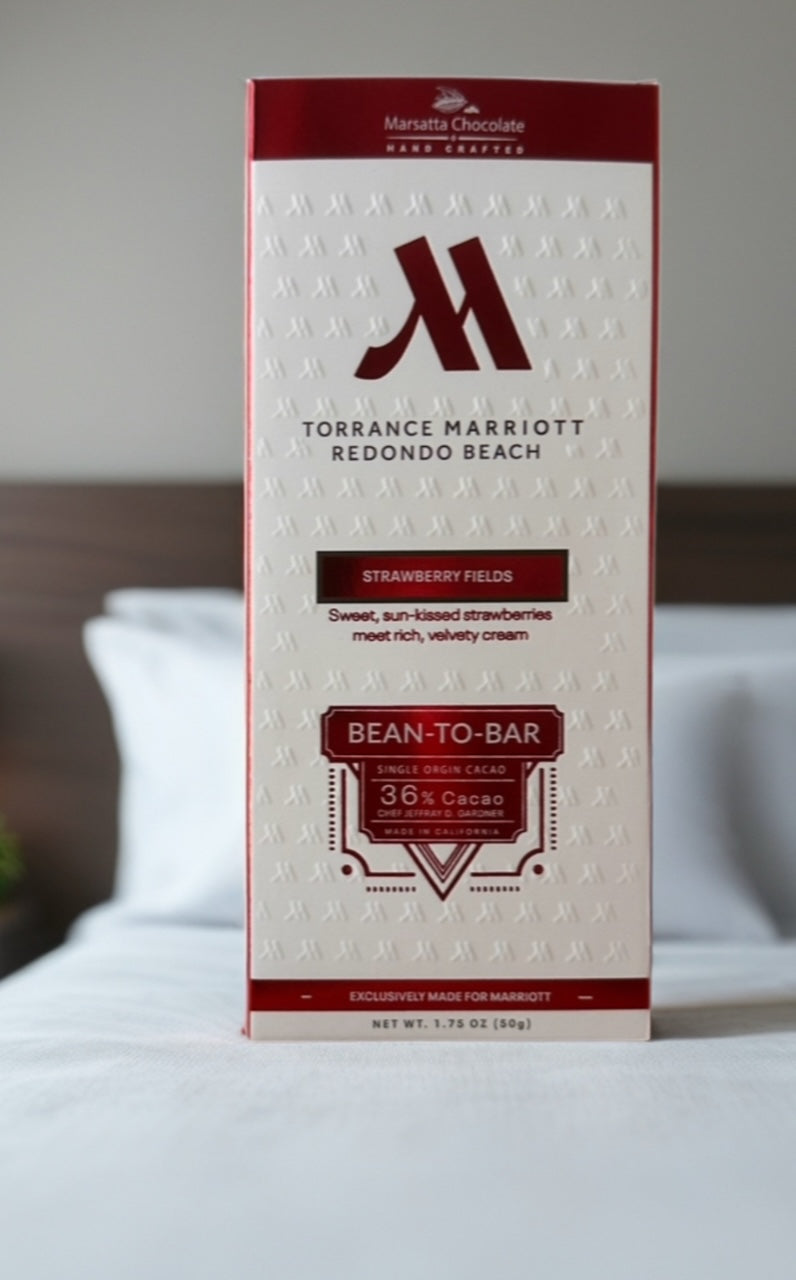 Marsatta Chocolate
HAND CRAFTED
TORRANCE MARRIOTT
REDONDO BEACH
STRAWBERRY FIELDS
Sweet, sun-kissed strawberries
meet rich, velvety cream
BEAN-TO-BAR
SINGLE ORGIN CACAO
36% Cacao
CHEF JEFFRAY D. GARDNER
MADE IN CALIFORNIA
EXCLUSIVELY MADE FOR MARRIOTT
NET WT. 1.75 OZ (50g)